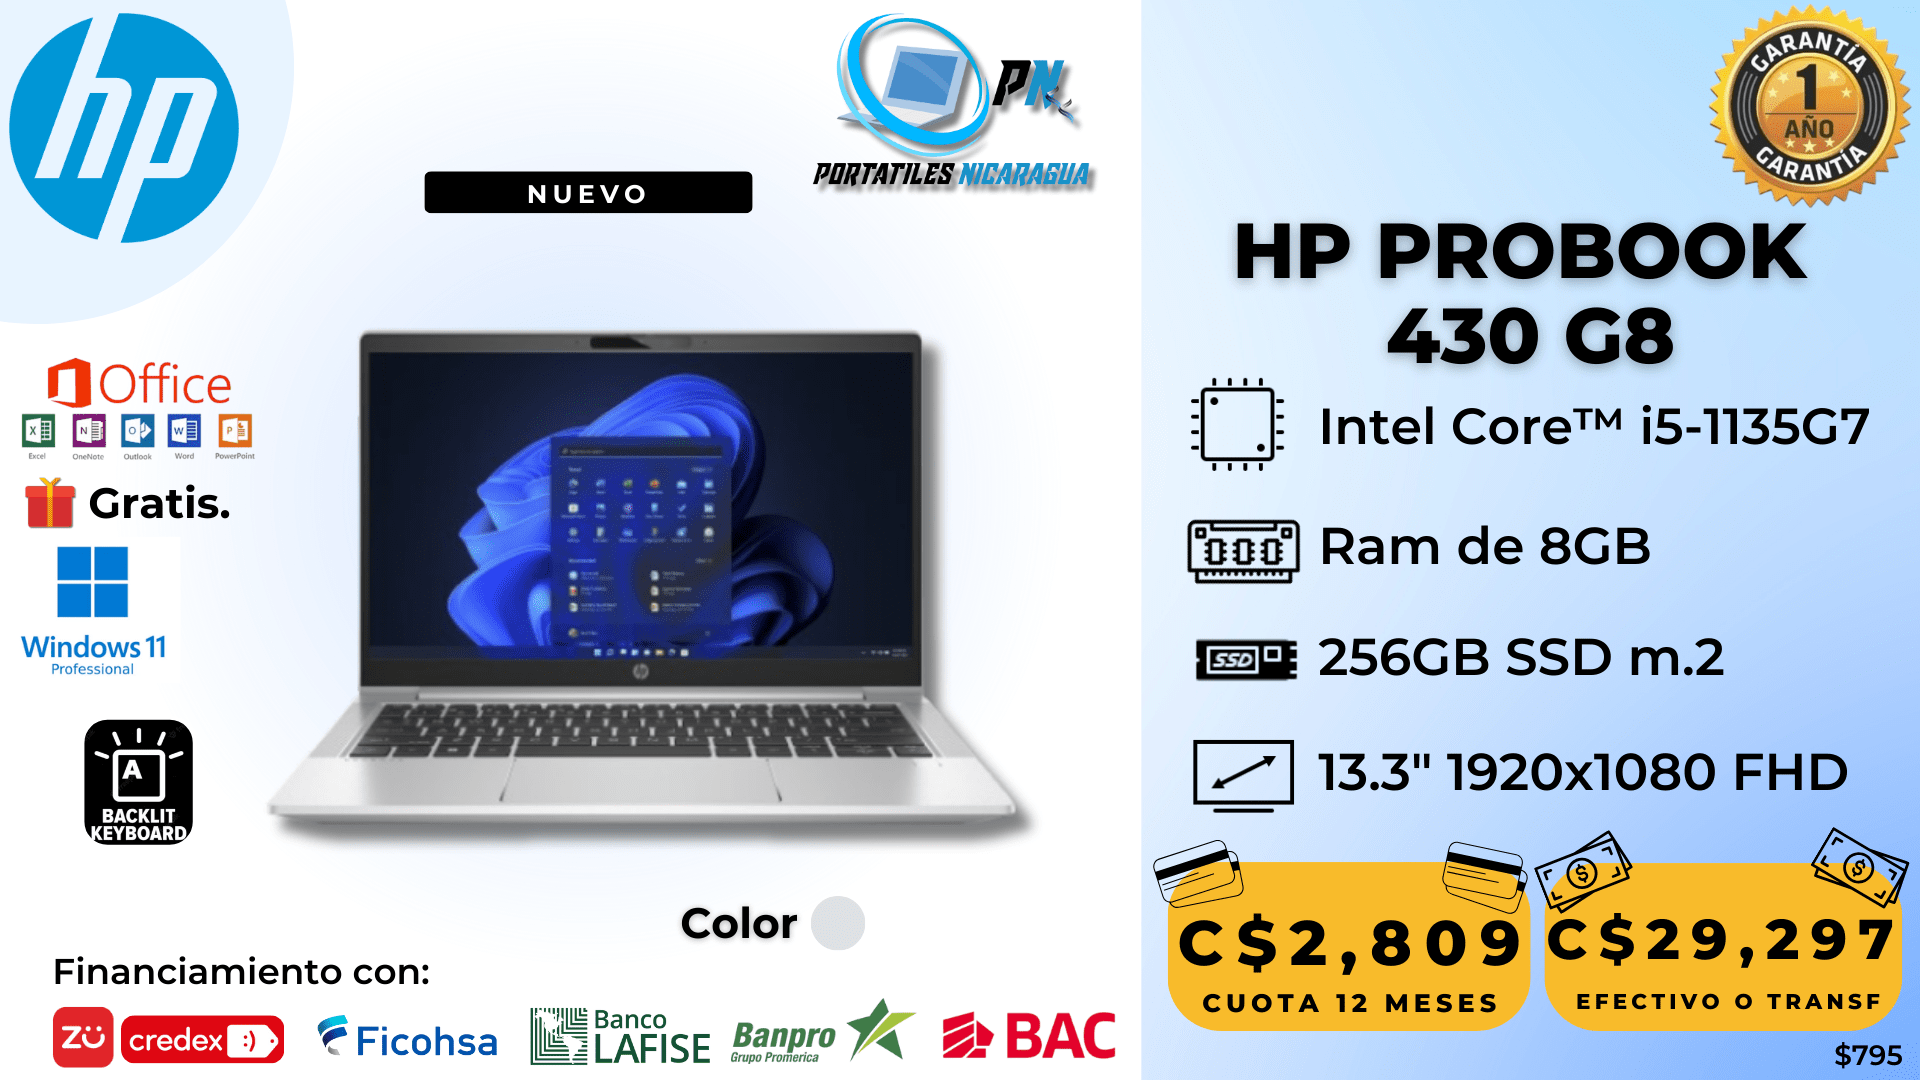 hp
PN
PORTATILES NICARAGUA
NUEVO
Office
Excel
OneNote
Outlook
Word
PowerPoint
Gratis.
Windows 11
Professional
A
BACKLIT
KEYBOARD
Color
Financiamiento con:
zū
credex :)
Ficohsa
Banco
LAFISE
Banpro
Grupo Promerica
BAC
GARANTÍA
1
AÑO
GARANTÍA
HP PROBOOK
430 G8
Intel Core™ i5-1135G7
Ram de 8GB
SSD
256GB SSD m.2
13.3" 1920x1080 FHD
C$2,809
CUOTA 12 MESES
C$29,297
EFECTIVO O TRANSF
$795